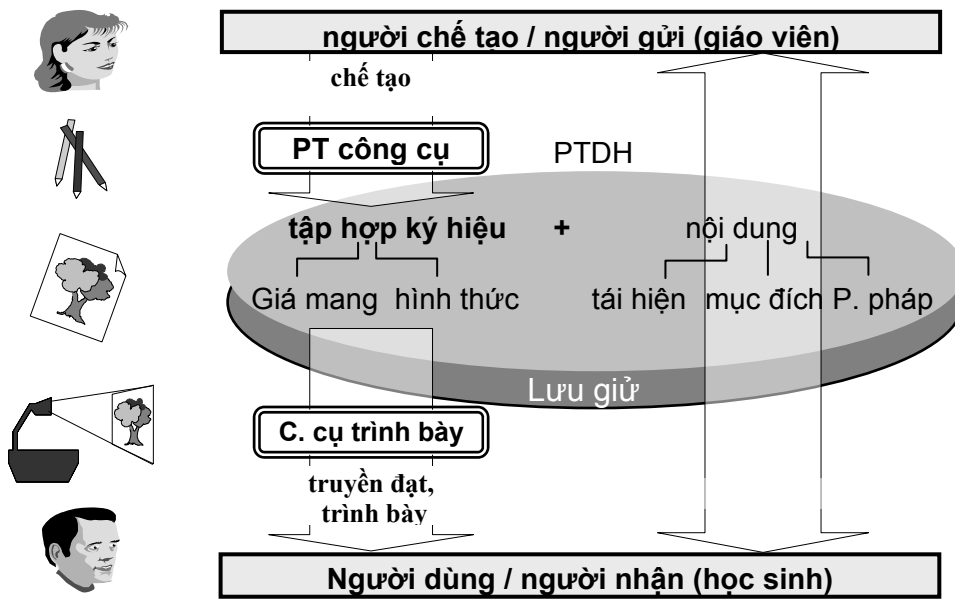 người chế tạo / người gửi (giáo viên)
chế tạo
PT công cụ
PTDH
tập hợp ký hiệu + nội dung
Giá mang hình thức tái hiện mục đích P. pháp
Lưu giử
C. cụ trình bày
truyền đạt,
trình bày
Người dùng / người nhận (học sinh)